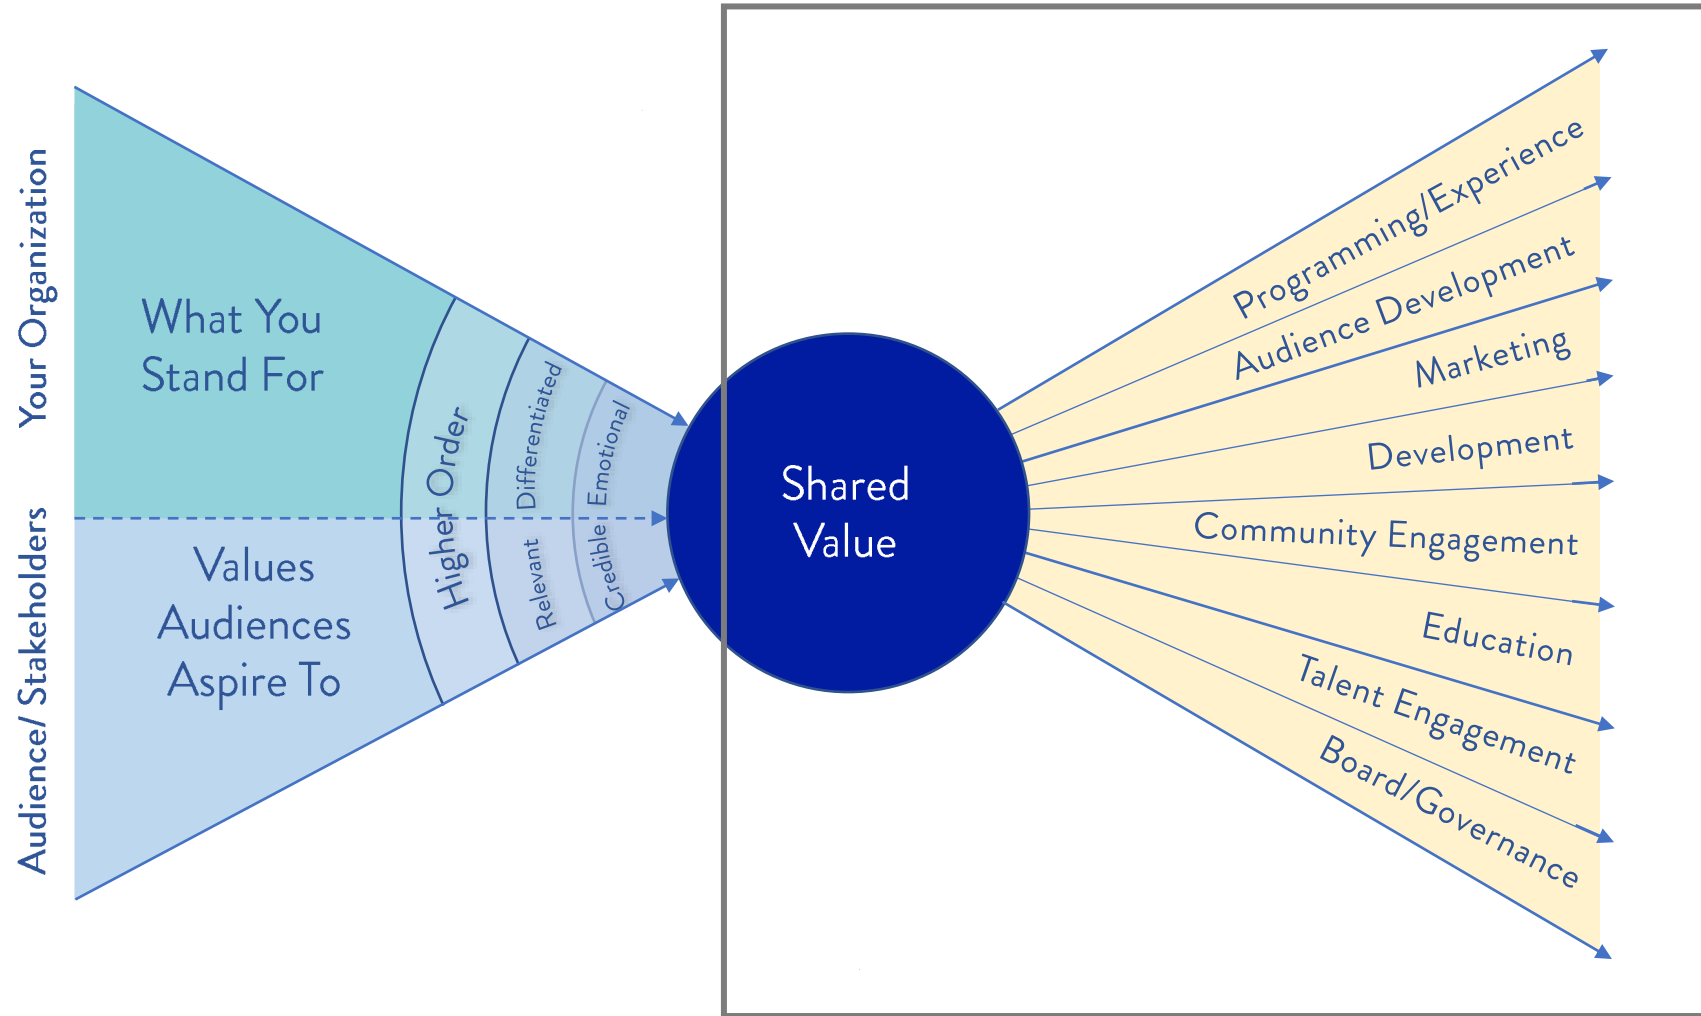 Your Organization
Audience/ Stakeholders
What You
Stand For
Values
Audiences
Aspire To
Higher Order
Differentiated
Relevant
Emotional
Credible
Shared
Value
Programming/Experience
Audience Development
Marketing
Development
Community Engagement
Education
Talent Engagement
Board/Governance